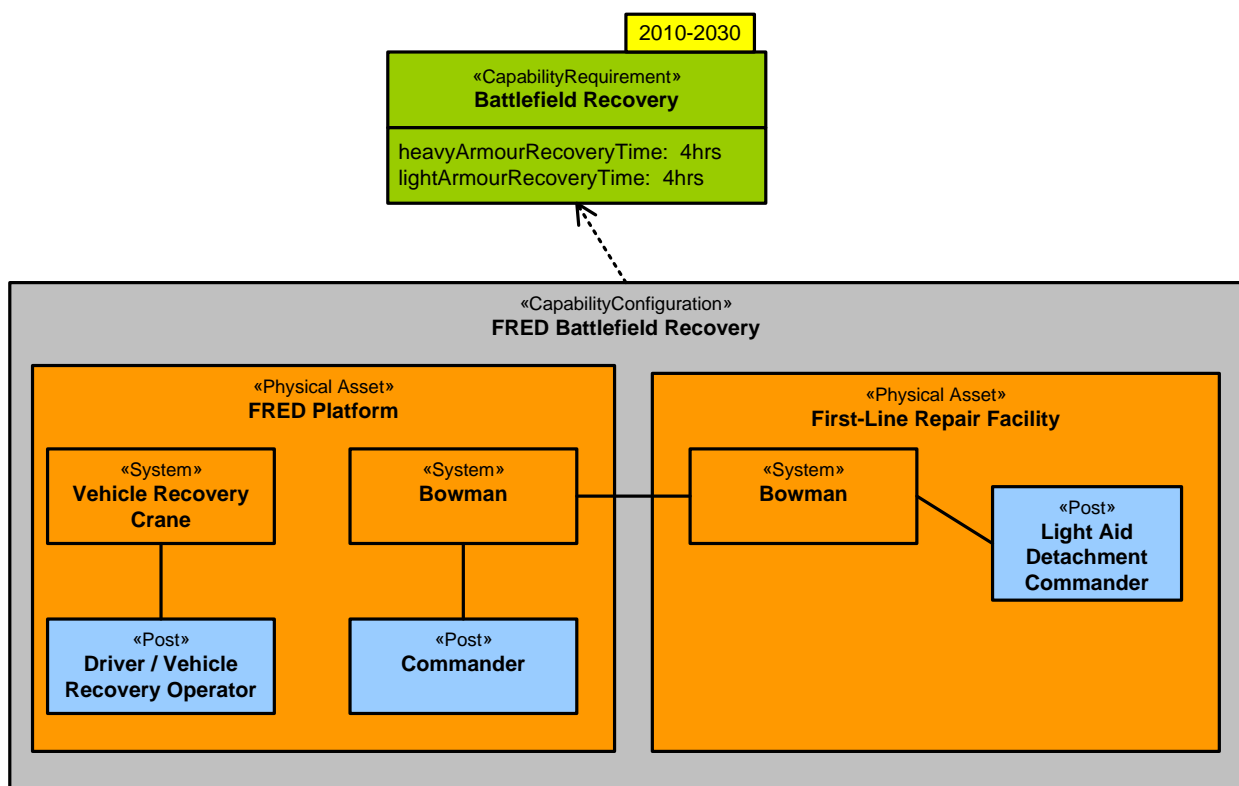 2010-2030
«CapabilityRequirement»
Battlefield Recovery
heavyArmourRecoveryTime:  4hrs
lightArmourRecoveryTime:  4hrs
«CapabilityConfiguration»
FRED Battlefield Recovery
«Physical Asset»
FRED Platform
«System»
Vehicle Recovery
Crane
«System»
Bowman
«Post»
Driver / Vehicle
Recovery Operator
«Post»
Commander
«Physical Asset»
First-Line Repair Facility
«System»
Bowman
«Post»
Light Aid
Detachment
Commander